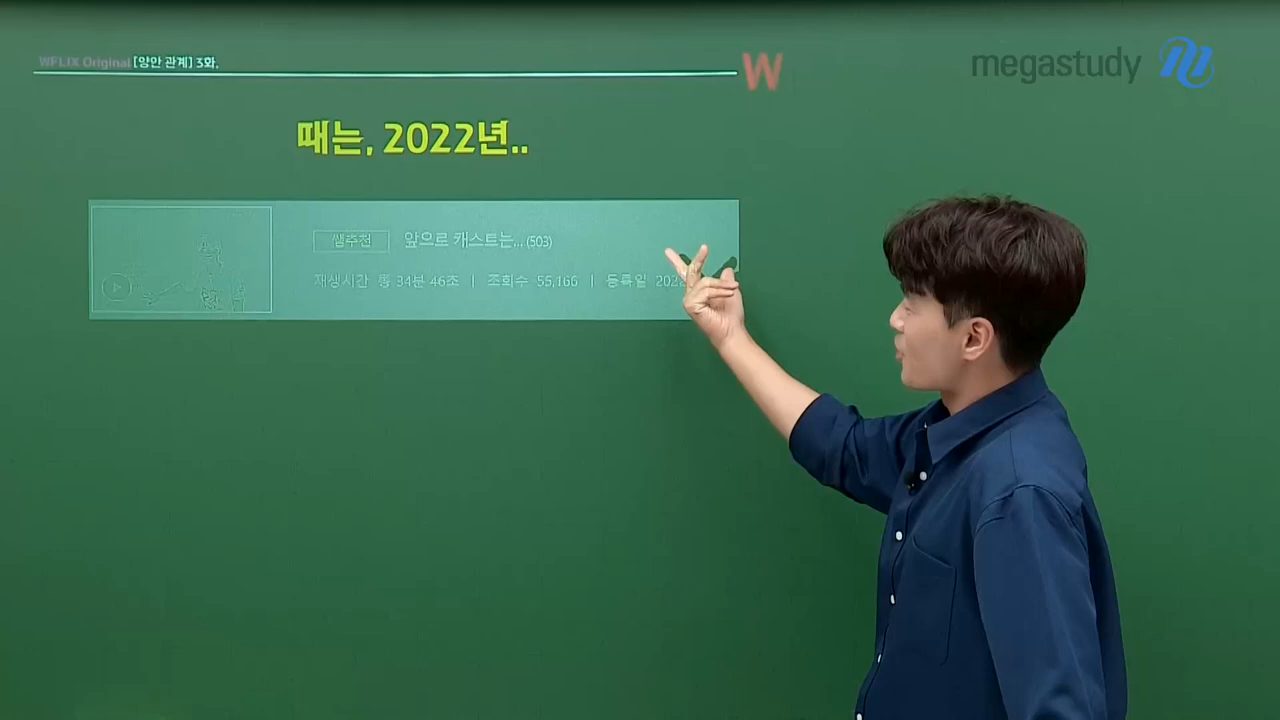 WFLIX Original [양안 관계] 3화.
W
megastudy
때는, 2022년..
쌤추천 앞으로 캐스트는... (503)
재생시간 총 34분 46초 | 조회수 55,166 | 등록일 2022